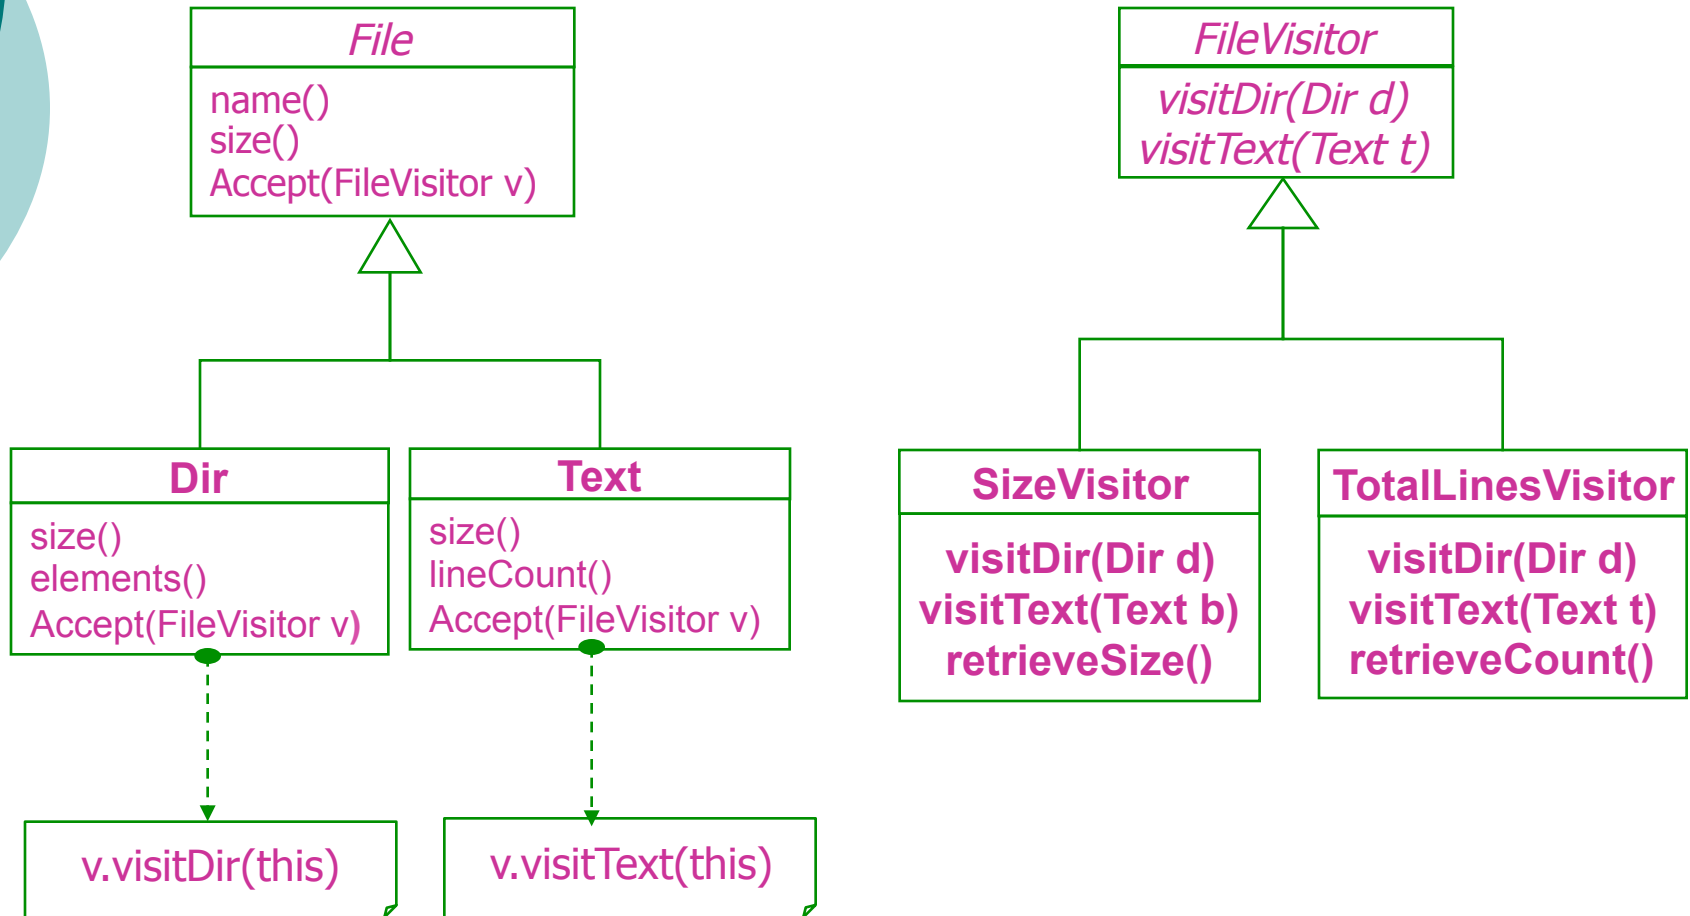 File
name()
size()
Accept(FileVisitor v)
FileVisitor
visitDir(Dir d)
visitText(Text t)
Dir
size()
elements()
Accept(FileVisitor v)
Text
size()
lineCount()
Accept(FileVisitor v)
SizeVisitor
visitDir(Dir d)
visitText(Text b)
retrieveSize()
TotalLinesVisitor
visitDir(Dir d)
visitText(Text t)
retrieveCount()
v.visitDir(this)
v.visitText(this)